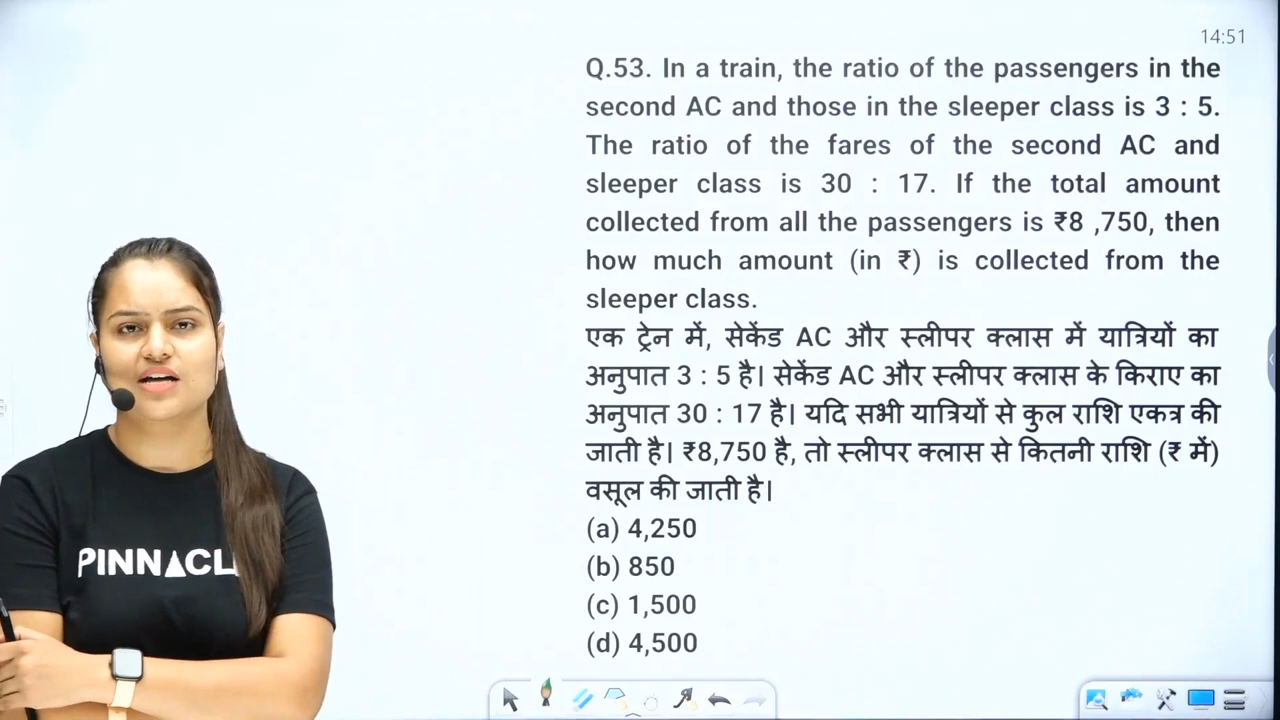 14:51
Q.53. In a train, the ratio of the passengers in the
second AC and those in the sleeper class is 3 : 5.
The ratio of the fares of the second AC and
sleeper class is 30 : 17. If the total amount
collected from all the passengers is ₹8 ,750, then
how much amount (in ₹) is collected from the
sleeper class.
एक ट्रेन में, सेकेंड AC और स्लीपर क्लास में यात्रियों का
अनुपात 3 : 5 है। सेकेंड AC और स्लीपर क्लास के किराए का
अनुपात 30 : 17 है। यदि सभी यात्रियों से कुल राशि एकत्र की
जाती है। ₹8,750 है, तो स्लीपर क्लास से कितनी राशि (₹ में)
वसूल की जाती है।
(a) 4,250
(b) 850
(c) 1,500
(d) 4,500
PINNACL